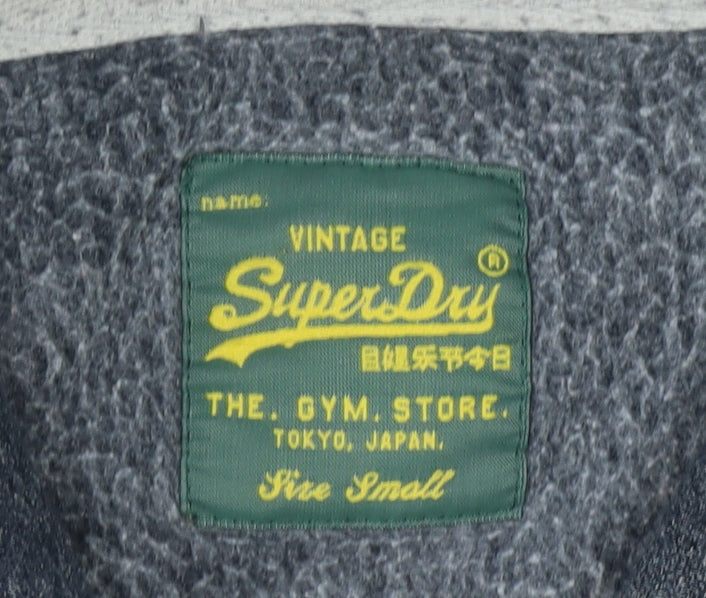 name:
VINTAGE
SuperDry®
THE. GYM. STORE.
TOKYO, JAPAN.
Size Small